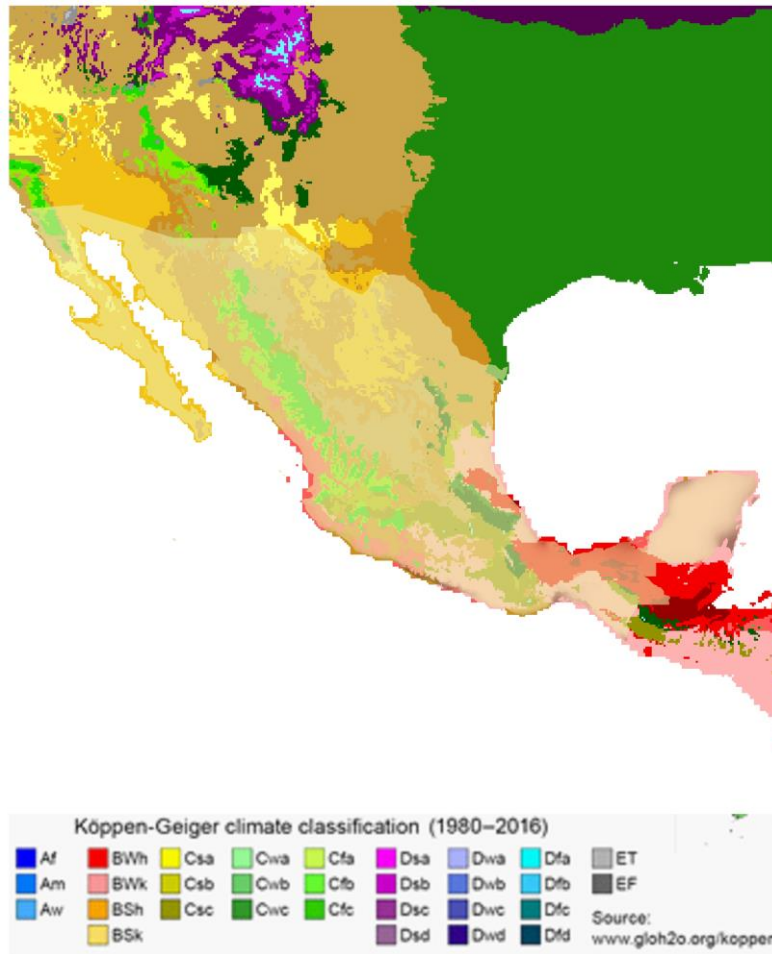 Köppen-Geiger climate classification (1980–2016)
Af BWh Csa Cwa Cfa Dsa Dwa Dfa ET
Am BWk Csb Cwb Cfb Dsb Dwb Dfb EF
Aw BSh Csc Cwc Cfc Dsc Dwc Dfc Source:
BSk Dsd Dwd Dfd www.gloh2o.org/koppen